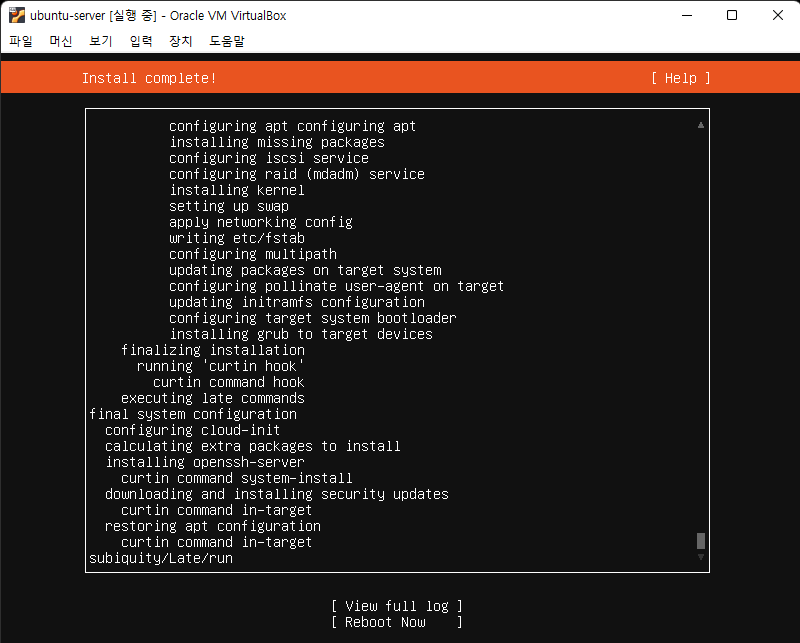 ubuntu-server [실행 중] - Oracle VM VirtualBox
파일 머신 보기 입력 장치 도움말
Install complete! [ Help ]
configuring apt configuring apt
installing missing packages
configuring iscsi service
configuring raid (mdadm) service
installing kernel
setting up swap
apply networking config
writing etc/fstab
configuring multipath
updating packages on target system
configuring pollinate user-agent on target
updating initramfs configuration
configuring target system bootloader
installing grub to target devices
finalizing installation
running 'curtin hook'
curtin command hook
executing late commands
final system configuration
configuring cloud-init
calculating extra packages to install
installing openssh-server
curtin command system-install
downloading and installing security updates
curtin command in-target
restoring apt configuration
curtin command in-target
subiquity/Late/run
[ View full log ]
[ Reboot Now ]